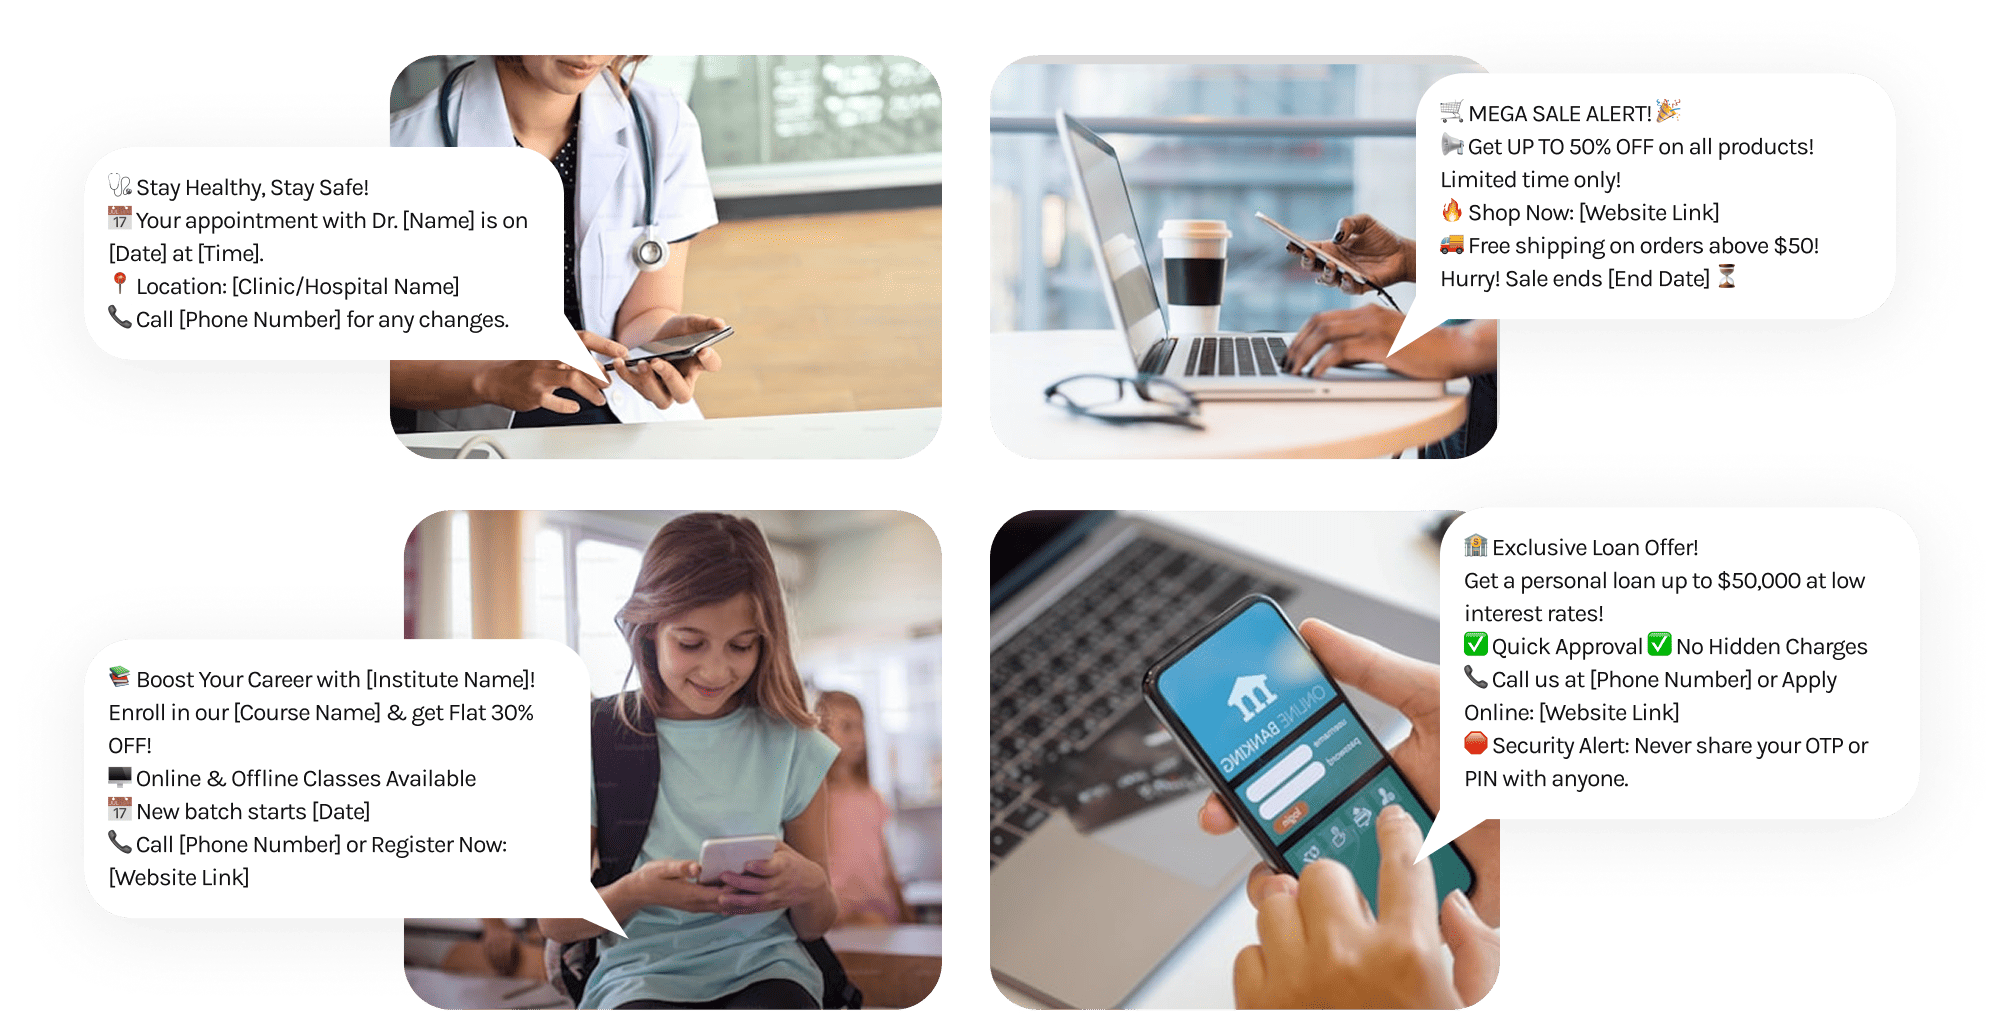 🩺 Stay Healthy, Stay Safe!
📅 Your appointment with Dr. [Name] is on
[Date] at [Time].
📍 Location: [Clinic/Hospital Name]
📞 Call [Phone Number] for any changes.
🛒 MEGA SALE ALERT! 🎉
📢 Get UP TO 50% OFF on all products!
Limited time only!
🔥 Shop Now: [Website Link]
🚚 Free shipping on orders above $50!
Hurry! Sale ends [End Date] ⏳
📚 Boost Your Career with [Institute Name]!
Enroll in our [Course Name] & get Flat 30%
OFF!
🖥️ Online & Offline Classes Available
📅 New batch starts [Date]
📞 Call [Phone Number] or Register Now:
[Website Link]
🏦 Exclusive Loan Offer!
Get a personal loan up to $50,000 at low
interest rates!
✅ Quick Approval ✅ No Hidden Charges
📞 Call us at [Phone Number] or Apply
Online: [Website Link]
🛑 Security Alert: Never share your OTP or
PIN with anyone.
ONLINE BANKING
username
password
login